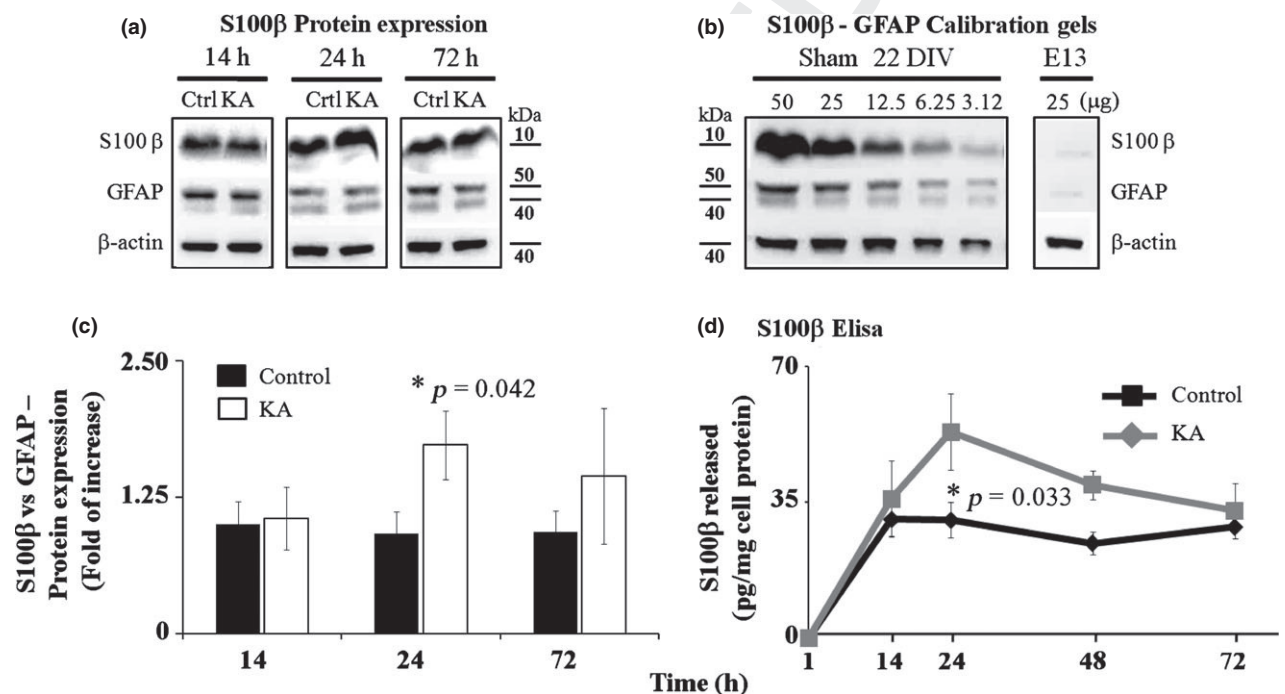 (a)
S100β Protein expression
14 h 24 h 72 h
Ctrl KA Crtl KA Ctrl KA
kDa
S100 β
10
50
GFAP
40
β-actin
40
(b)
S100β - GFAP Calibration gels
Sham 22 DIV E13
50 25 12.5 6.25 3.12 25 (μg)
kDa
10
S100 β
50
GFAP
40
β-actin
40
(c)
S100β vs GFAP –
Protein expression
(Fold of increase)
2.50
1.25
0
Control
KA
* p = 0.042
14 24 72
(d)
S100β Elisa
S100β released
(pg/mg cell protein)
70
35
0
Control
KA
* p = 0.033
1 14 24 48 72
Time (h)